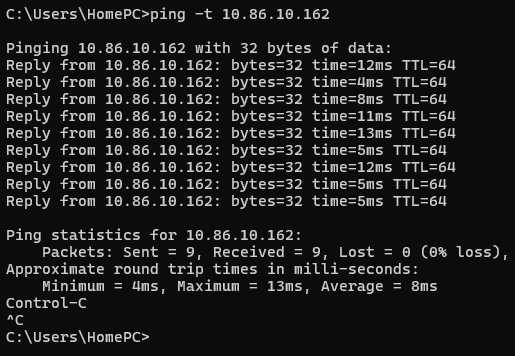 C:\Users\HomePC>ping -t 10.86.10.162
Pinging 10.86.10.162 with 32 bytes of data:
Reply from 10.86.10.162: bytes=32 time=12ms TTL=64
Reply from 10.86.10.162: bytes=32 time=4ms TTL=64
Reply from 10.86.10.162: bytes=32 time=8ms TTL=64
Reply from 10.86.10.162: bytes=32 time=11ms TTL=64
Reply from 10.86.10.162: bytes=32 time=13ms TTL=64
Reply from 10.86.10.162: bytes=32 time=5ms TTL=64
Reply from 10.86.10.162: bytes=32 time=12ms TTL=64
Reply from 10.86.10.162: bytes=32 time=5ms TTL=64
Reply from 10.86.10.162: bytes=32 time=5ms TTL=64
Ping statistics for 10.86.10.162:
    Packets: Sent = 9, Received = 9, Lost = 0 (0% loss),
Approximate round trip times in milli-seconds:
    Minimum = 4ms, Maximum = 13ms, Average = 8ms
Control-C
^C
C:\Users\HomePC>